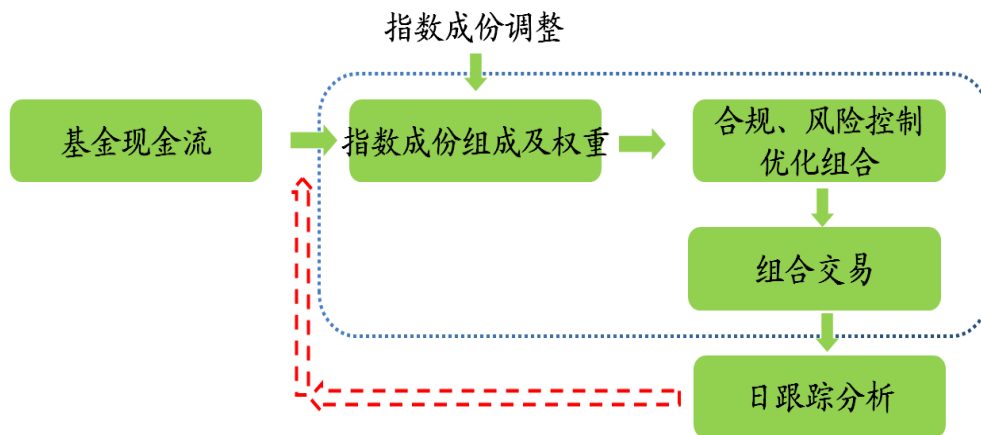 指数成份调整
基金现金流
指数成份组成及权重
合规、风险控制
优化组合
组合交易
日跟踪分析